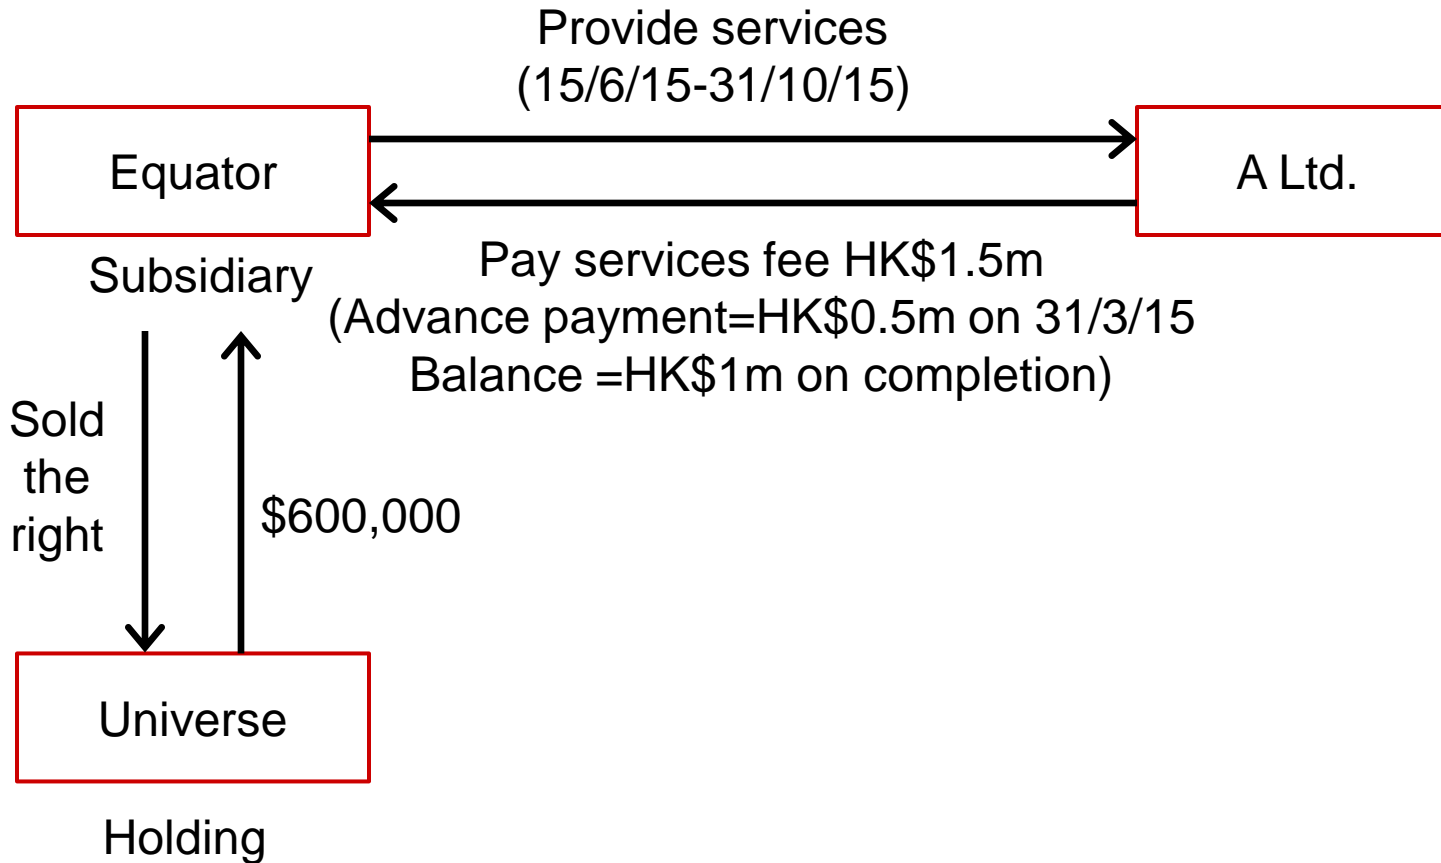 Provide services
(15/6/15-31/10/15)
Equator
A Ltd.
Subsidiary
Pay services fee HK$1.5m
(Advance payment=HK$0.5m on 31/3/15
Balance =HK$1m on completion)
Sold
the
right
$600,000
Universe
Holding